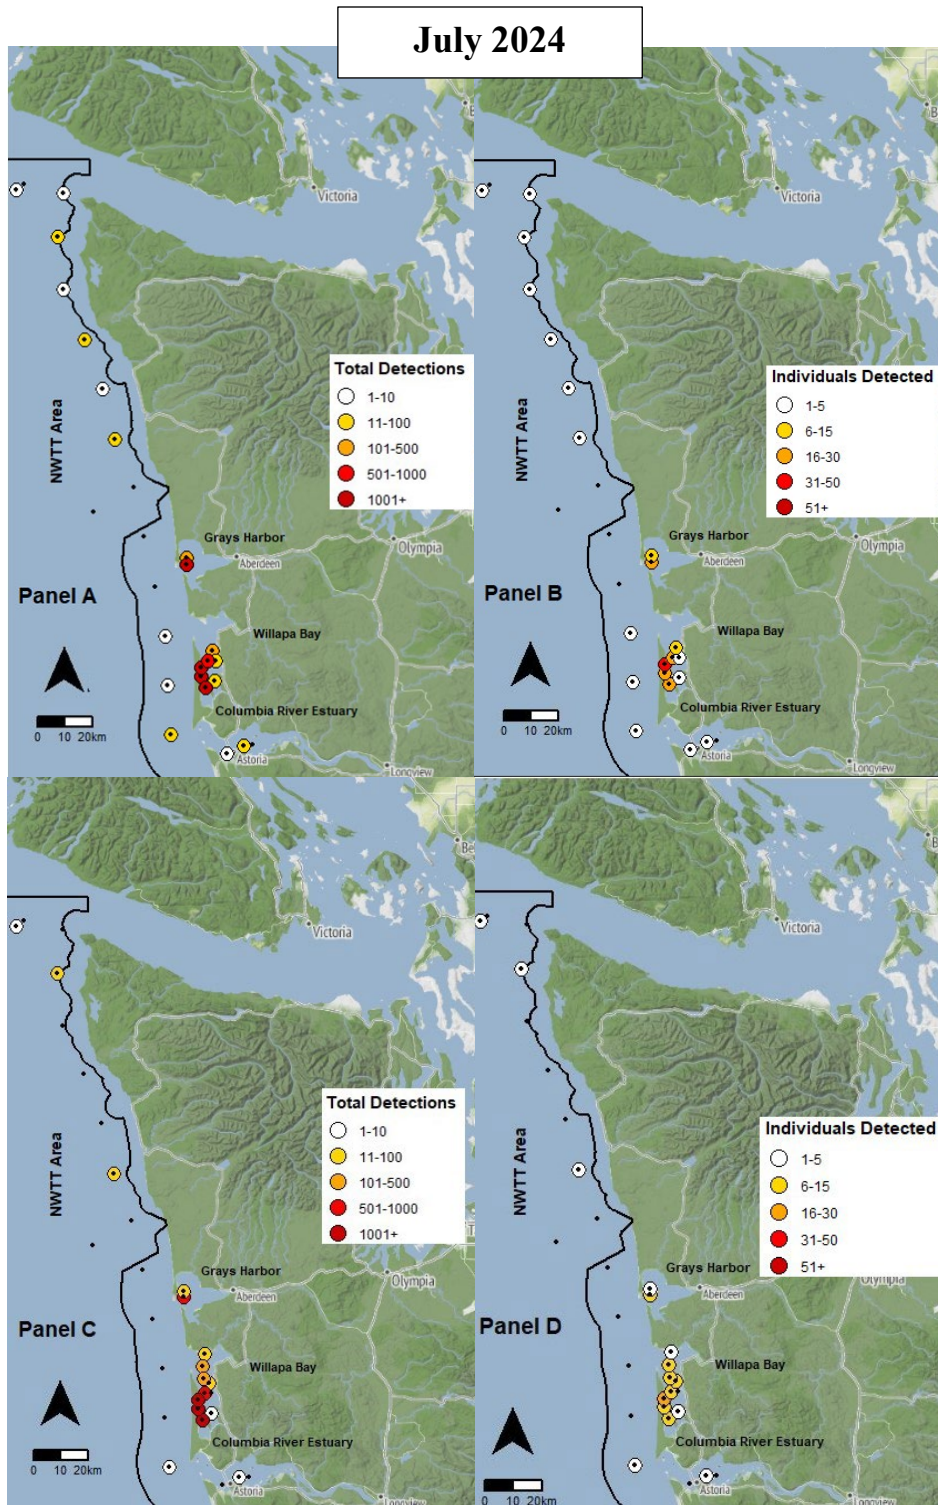 July 2024
Victoria
Total Detections
1-10
11-100
101-500
501-1000
1001+
NWTT Area
Grays Harbor
Aberdeen
Olympia
Panel A
Willapa Bay
Columbia River Estuary
0 10 20km
Astoria
Longview
Victoria
Individuals Detected
1-5
6-15
16-30
31-50
51+
NWTT Area
Grays Harbor
Aberdeen
Olympia
Panel B
Willapa Bay
Columbia River Estuary
0 10 20km
Astoria
Longview
Victoria
Total Detections
1-10
11-100
101-500
501-1000
1001+
NWTT Area
Grays Harbor
Aberdeen
Olympia
Panel C
Willapa Bay
Columbia River Estuary
0 10 20km
Astoria
Longview
Victoria
Individuals Detected
1-5
6-15
16-30
31-50
51+
NWTT Area
Grays Harbor
Aberdeen
Olympia
Panel D
Willapa Bay
Columbia River Estuary
0 10 20km
Astoria